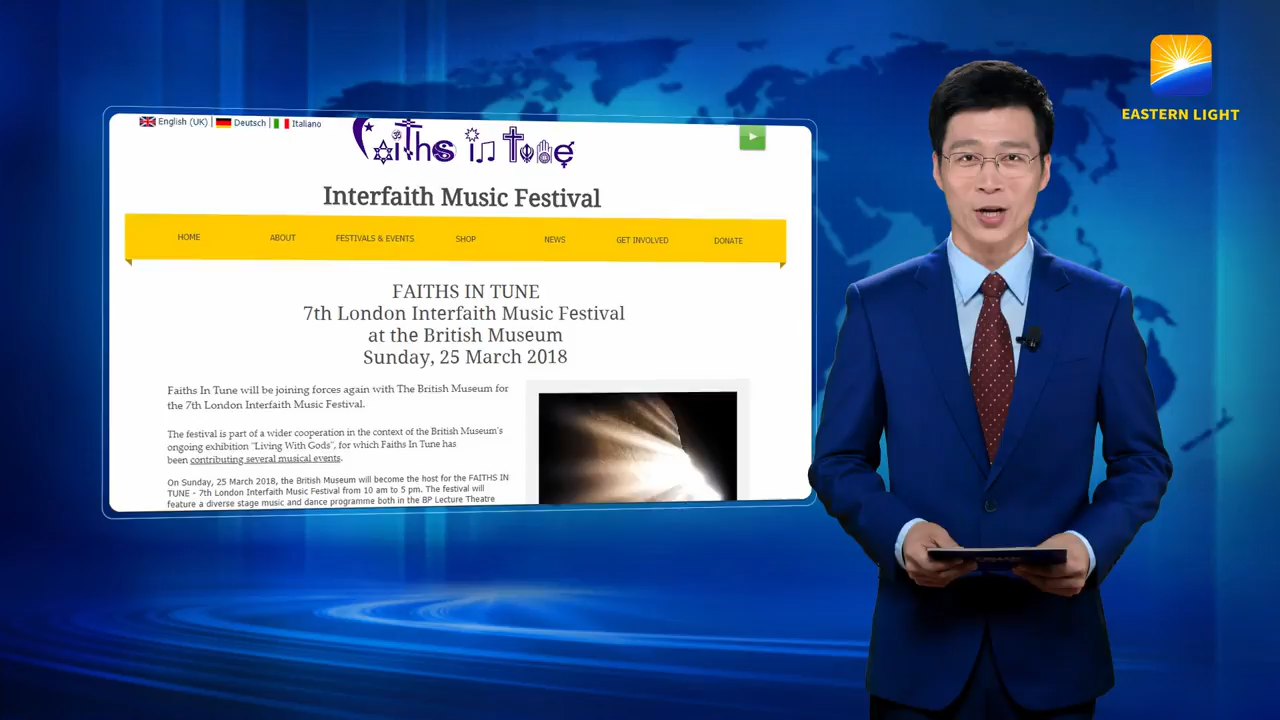 English (UK) | Deutsch | Italiano
Faiths in Tune
Interfaith Music Festival
HOME ABOUT FESTIVALS & EVENTS SHOP NEWS GET INVOLVED DONATE
FAITHS IN TUNE
7th London Interfaith Music Festival
at the British Museum
Sunday, 25 March 2018
Faiths In Tune will be joining forces again with The British Museum for
the 7th London Interfaith Music Festival.
The festival is part of a wider cooperation in the context of the British Museum's
ongoing exhibition "Living With Gods", for which Faiths In Tune has
been contributing several musical events.
On Sunday, 25 March 2018, the British Museum will become the host for the FAITHS IN
TUNE - 7th London Interfaith Music Festival from 10 am to 5 pm. The festival will
feature a diverse stage music and dance programme both in the BP Lecture Theatre
EASTERN LIGHT